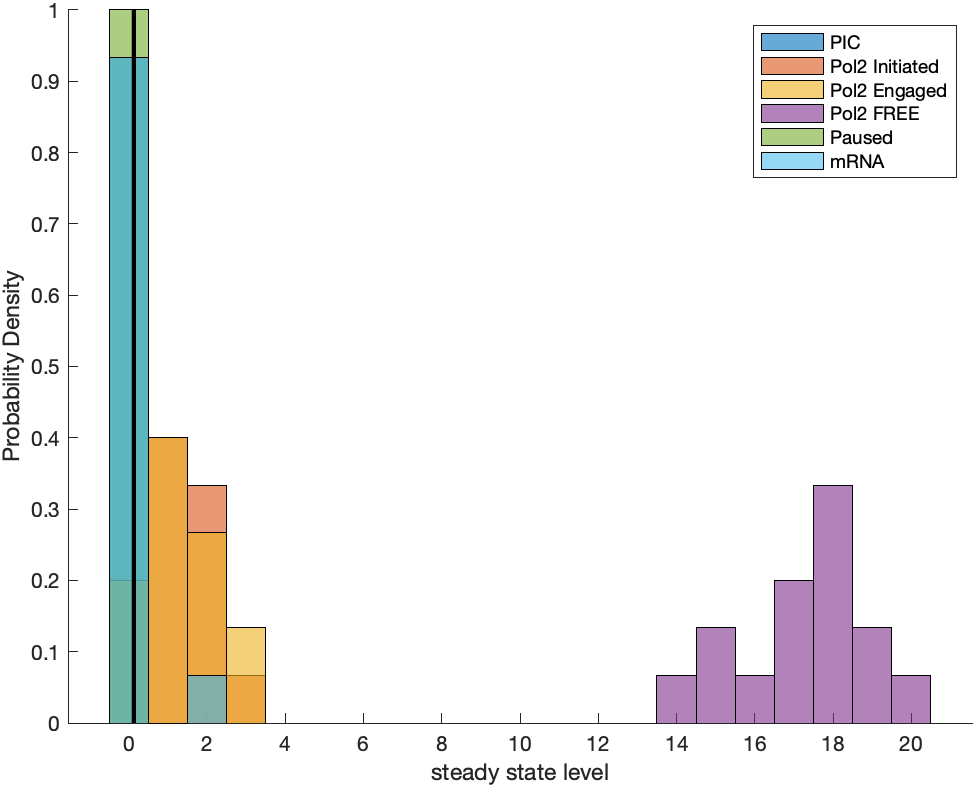 1
0.9
0.8
0.7
0.6
0.5
0.4
0.3
0.2
0.1
0
Probability Density
0 2 4 6 8 10 12 14 16 18 20
steady state level
PIC
Pol2 Initiated
Pol2 Engaged
Pol2 FREE
Paused
mRNA